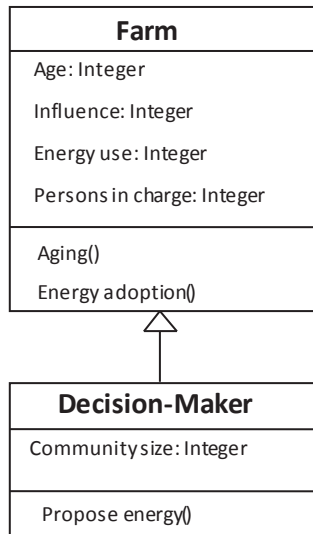 Farm
Age: Integer
Influence: Integer
Energy use: Integer
Persons in charge: Integer
Aging()
Energy adoption()
Decision-Maker
Community size: Integer
Propose energy()